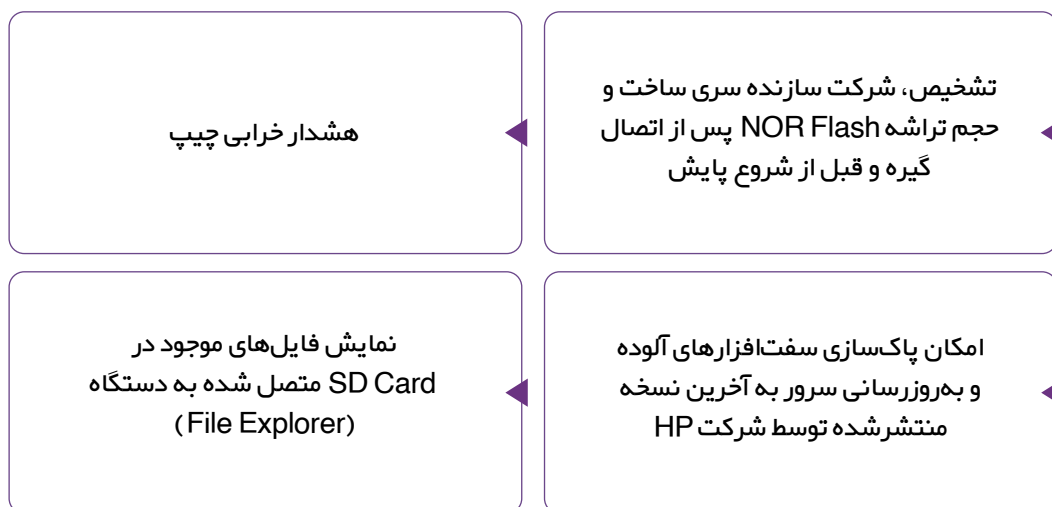 تشخیص، شرکت سازنده سری ساخت و
حجم تراشه NOR Flash پس از اتصال
گیره و قبل از شروع پایش
هشدار خرابی چیپ
امکان پاک‌سازی سفت‌افزارهای آلوده
و به‌روزرسانی سرور به آخرین نسخه
منتشرشده توسط شرکت HP
نمایش فایل‌های موجود در
SD Card متصل شده به دستگاه
(File Explorer)